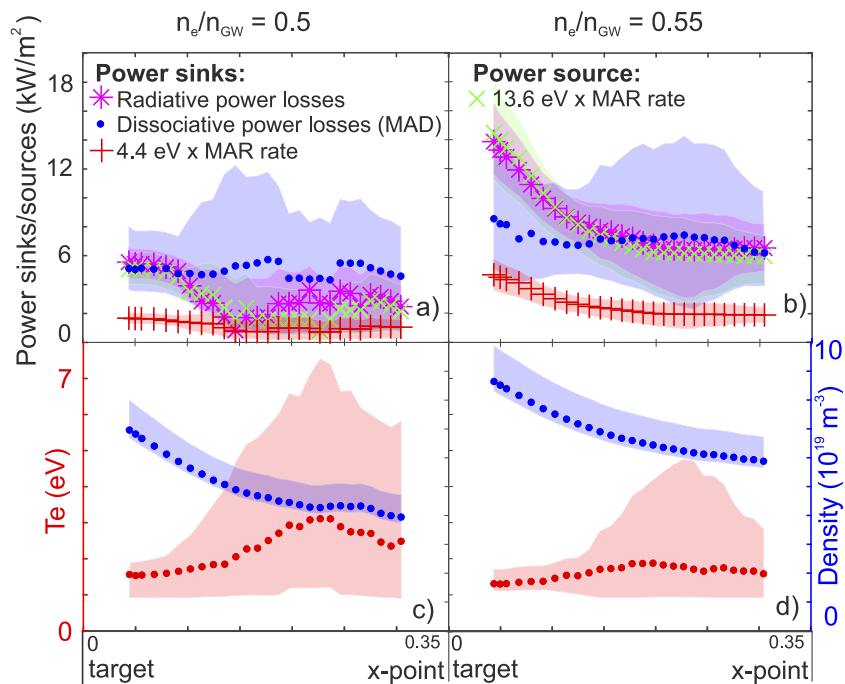 n_e/n_GW = 0.5
n_e/n_GW = 0.55
Power sinks/sources (kW/m²)
18
12
6
0
Power sinks:
Radiative power losses
Dissociative power losses (MAD)
4.4 eV x MAR rate
a)
Power source:
13.6 eV x MAR rate
b)
Te (eV)
7
0
c)
d)
10
0
Density (10¹⁹ m⁻³)
0
0.35
target
x-point
0
0.35
target
x-point